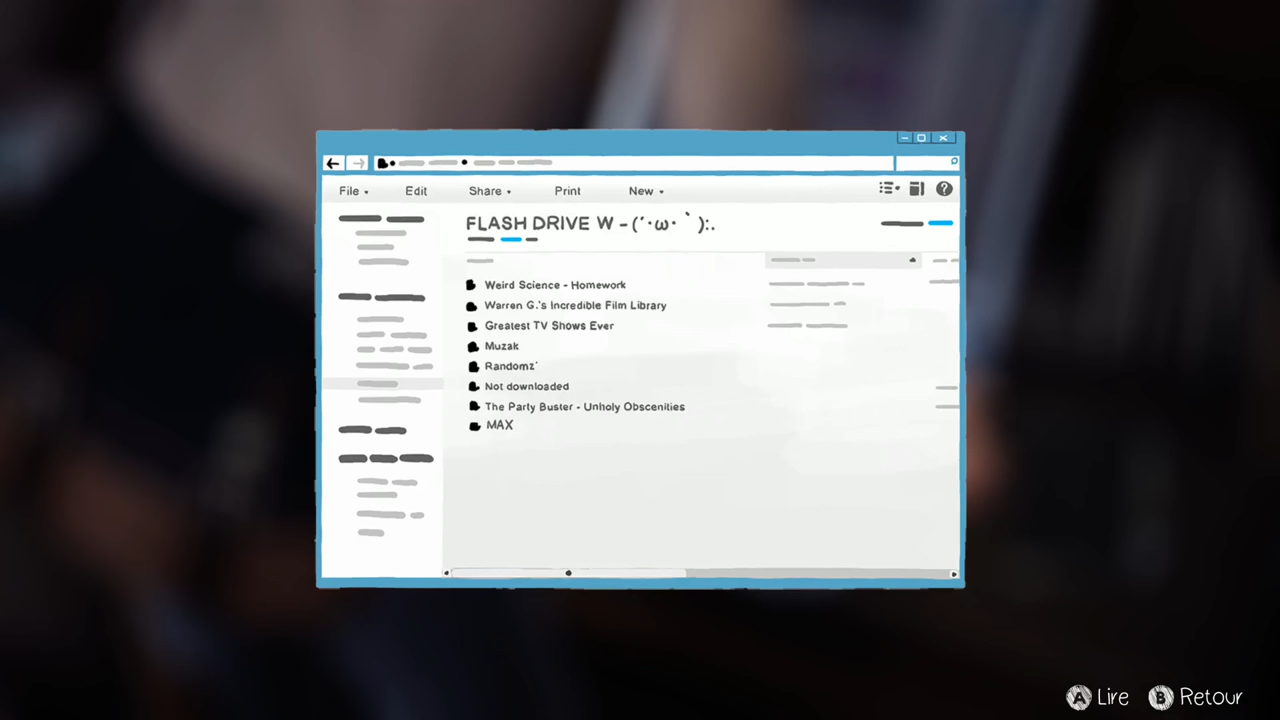 File Edit Share Print New
FLASH DRIVE W -(´･ω･`):.
Weird Science - Homework
Warren G.'s Incredible Film Library
Greatest TV Shows Ever
Muzak
Randomz'
Not downloaded
The Party Buster - Unholy Obscenities
MAX
A Lire B Retour